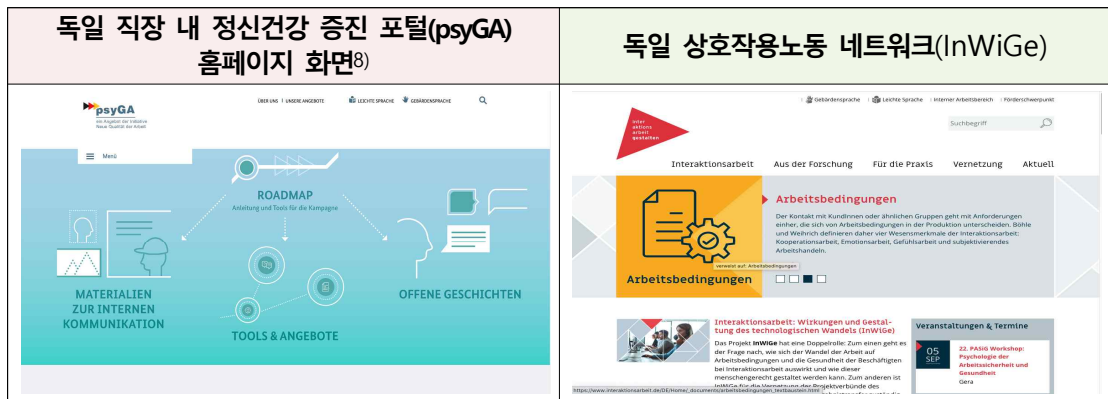 독일 직장 내 정신건강 증진 포털(psyGA)
홈페이지 화면8)
독일 상호작용노동 네트워크(InWiGe)
psyGA
ein Angebot der Initiative
Neue Qualität der Arbeit
ÜBER UNS | UNSERE ANGEBOTE
LEICHTE SPRACHE
GEBÄRDENSPRACHE
Menü
ROADMAP
Anleitung und Tools für die Kampagne
MATERIALIEN
ZUR INTERNEN
KOMMUNIKATION
TOOLS & ANGEBOTE
OFFENE GESCHICHTEN
Gebärdensprache | Leichte Sprache | Interner Arbeitsbereich | Förderschwerpunkt
inter
aktions
arbeit
gestalten
Suchbegriff
Interaktionsarbeit Aus der Forschung Für die Praxis Vernetzung Aktuell
Arbeitsbedingungen
Der Kontakt mit KundInnen oder ähnlichen Gruppen geht mit Anforderungen
einher, die sich von Arbeitsbedingungen in der Produktion unterscheiden. Böhle
und Weihrich definieren daher vier Wesensmerkmale der Interaktionsarbeit:
Kooperationsarbeit, Emotionsarbeit, Gefühlsarbeit und subjektivierendes
Arbeitshandeln.
verweist auf: Arbeitsbedingungen
Arbeitsbedingungen
Interaktionsarbeit: Wirkungen und Gestal-
tung des technologischen Wandels (InWiGe)
Das Projekt InWiGe hat eine Doppelrolle: Zum einen geht es
der Frage nach, wie sich der Wandel der Arbeit auf
Arbeitsbedingungen und die Gesundheit der Beschäftigten
bei Interaktionsarbeit auswirkt und wie dieser
menschengerecht gestaltet werden kann. Zum anderen ist
InWiGe für die Vernetzung der Projektverbünde des
https://www.interaktionsarbeit.de/DE/Home/_documents/arbeitsbedingungen_textbaustein.html
Veranstaltungen & Termine
05
SEP
22. PASiG Workshop:
Psychologie der
Arbeitssicherheit und
Gesundheit
Gera